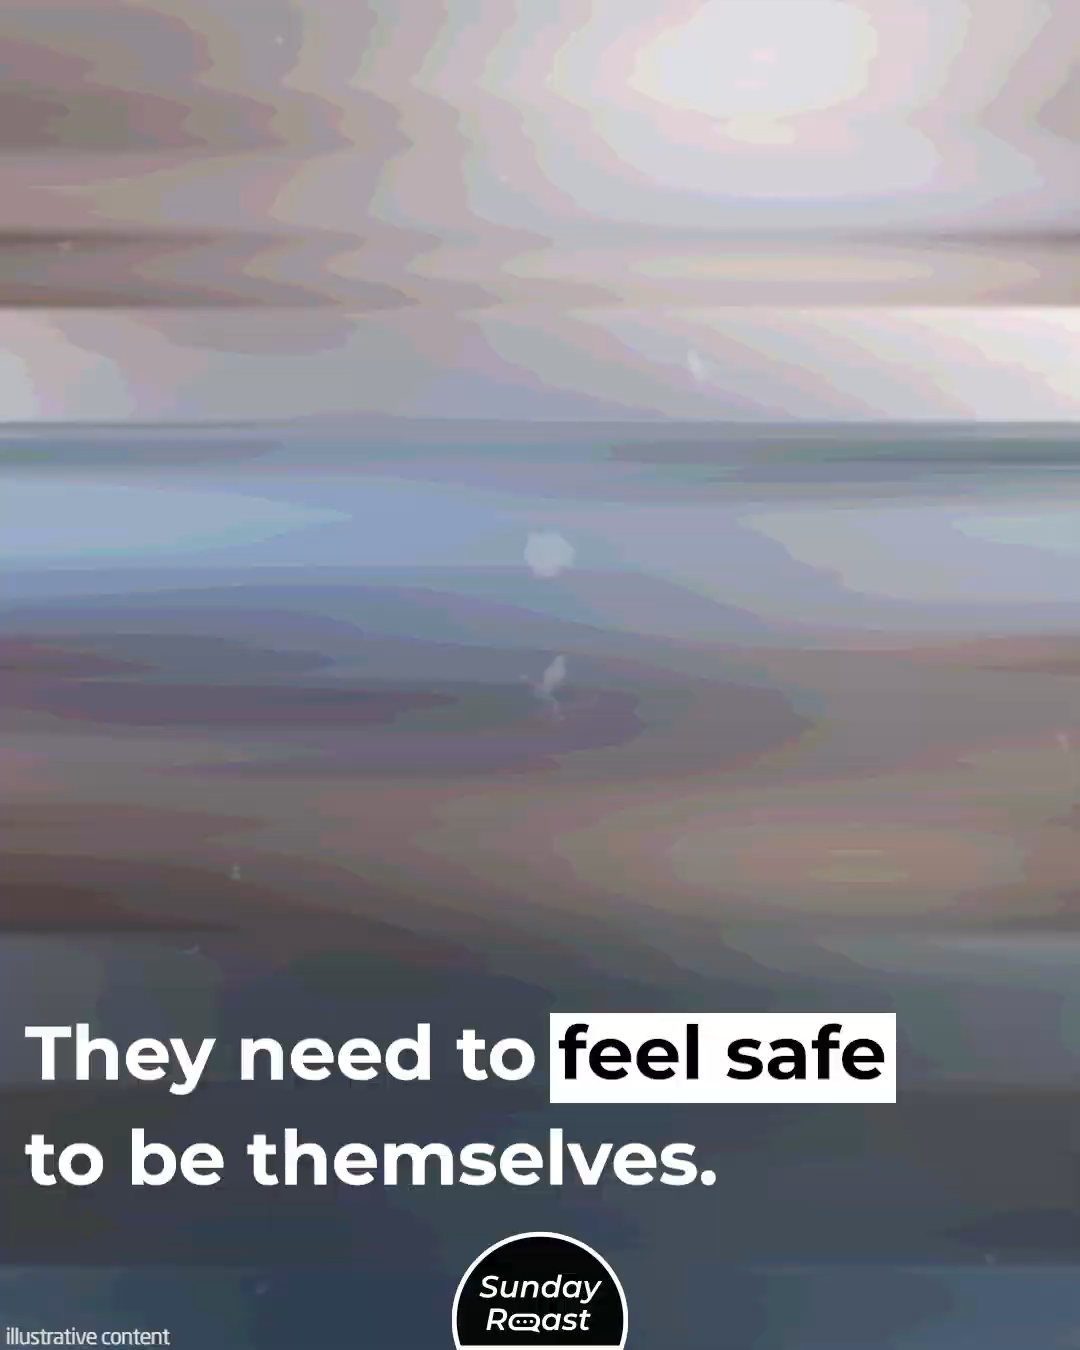 They need to feel safe
to be themselves.
Sunday
Roast
illustrative content